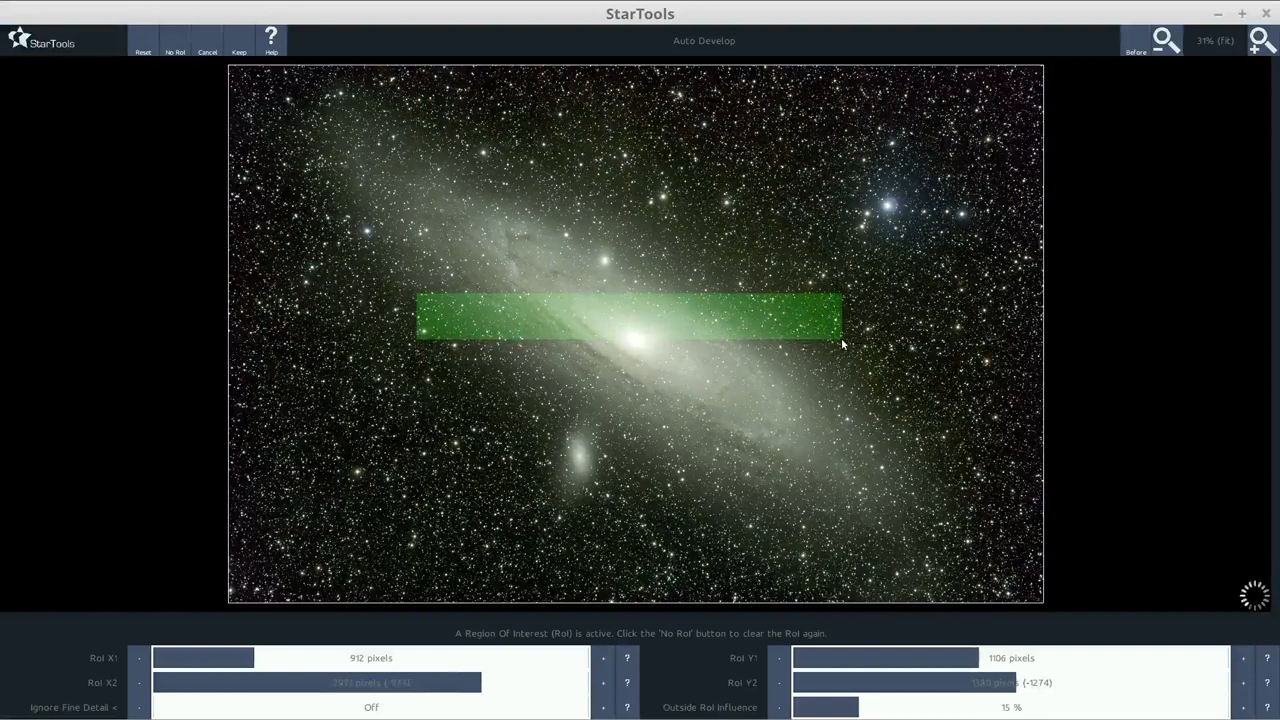 StarTools
StarTools
Reset No RoI Cancel Keep Help
?
Auto Develop
Before
31% (fit)
A Region Of Interest (RoI) is active. Click the 'No RoI' button to clear the RoI again.
RoI X1 - 912 pixels + ? RoI Y1 - 1106 pixels + ?
RoI X2 - pixels + ? RoI Y2 - (-1274) + ?
Ignore Fine Detail < - Off + ? Outside RoI Influence - 15 % + ?